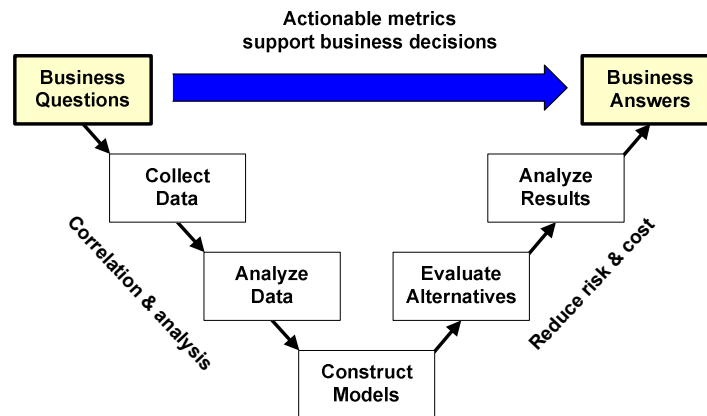 Actionable metrics
support business decisions
Business
Questions
Business
Answers
Collect
Data
Analyze
Results
Correlation & analysis
Reduce risk & cost
Analyze
Data
Evaluate
Alternatives
Construct
Models